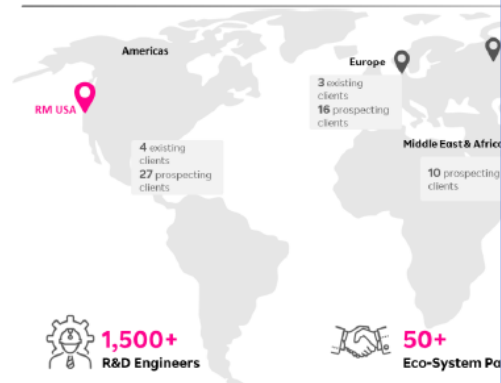 Americas
Europe
RM USA
3 existing
clients
16 prospecting
clients
4 existing
clients
27 prospecting
clients
Middle East & Afric
10 prospecting
clients
1,500+
R&D Engineers
50+
Eco-System Pa